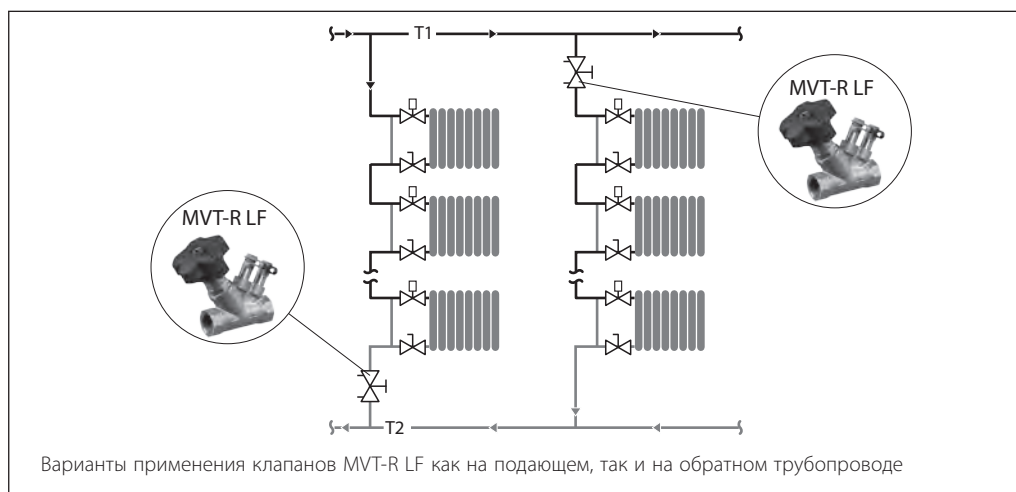 T1
MVT-R LF
MVT-R LF
T2
Варианты применения клапанов MVT-R LF как на подающем, так и на обратном трубопроводе